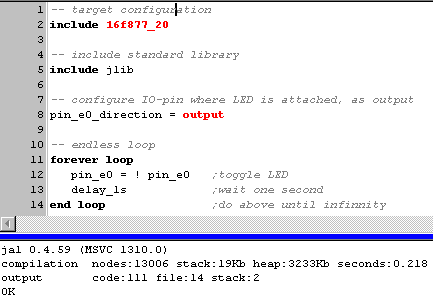 1 -- target configuration
2 include 16f877_20
3
4 -- include standard library
5 include jlib
6
7 -- configure IO-pin where LED is attached, as output
8 pin_e0_direction = output
9
10 -- endless loop
11 forever loop
12 pin_e0 = ! pin_e0 ;toggle LED
13 delay_1s ;wait one second
14 end loop ;do above until infinnity
jal 0.4.59 (MSVC 1310.0)
compilation nodes:13006 stack:19Kb heap:3233Kb seconds:0.218
output code:111 file:14 stack:2
OK